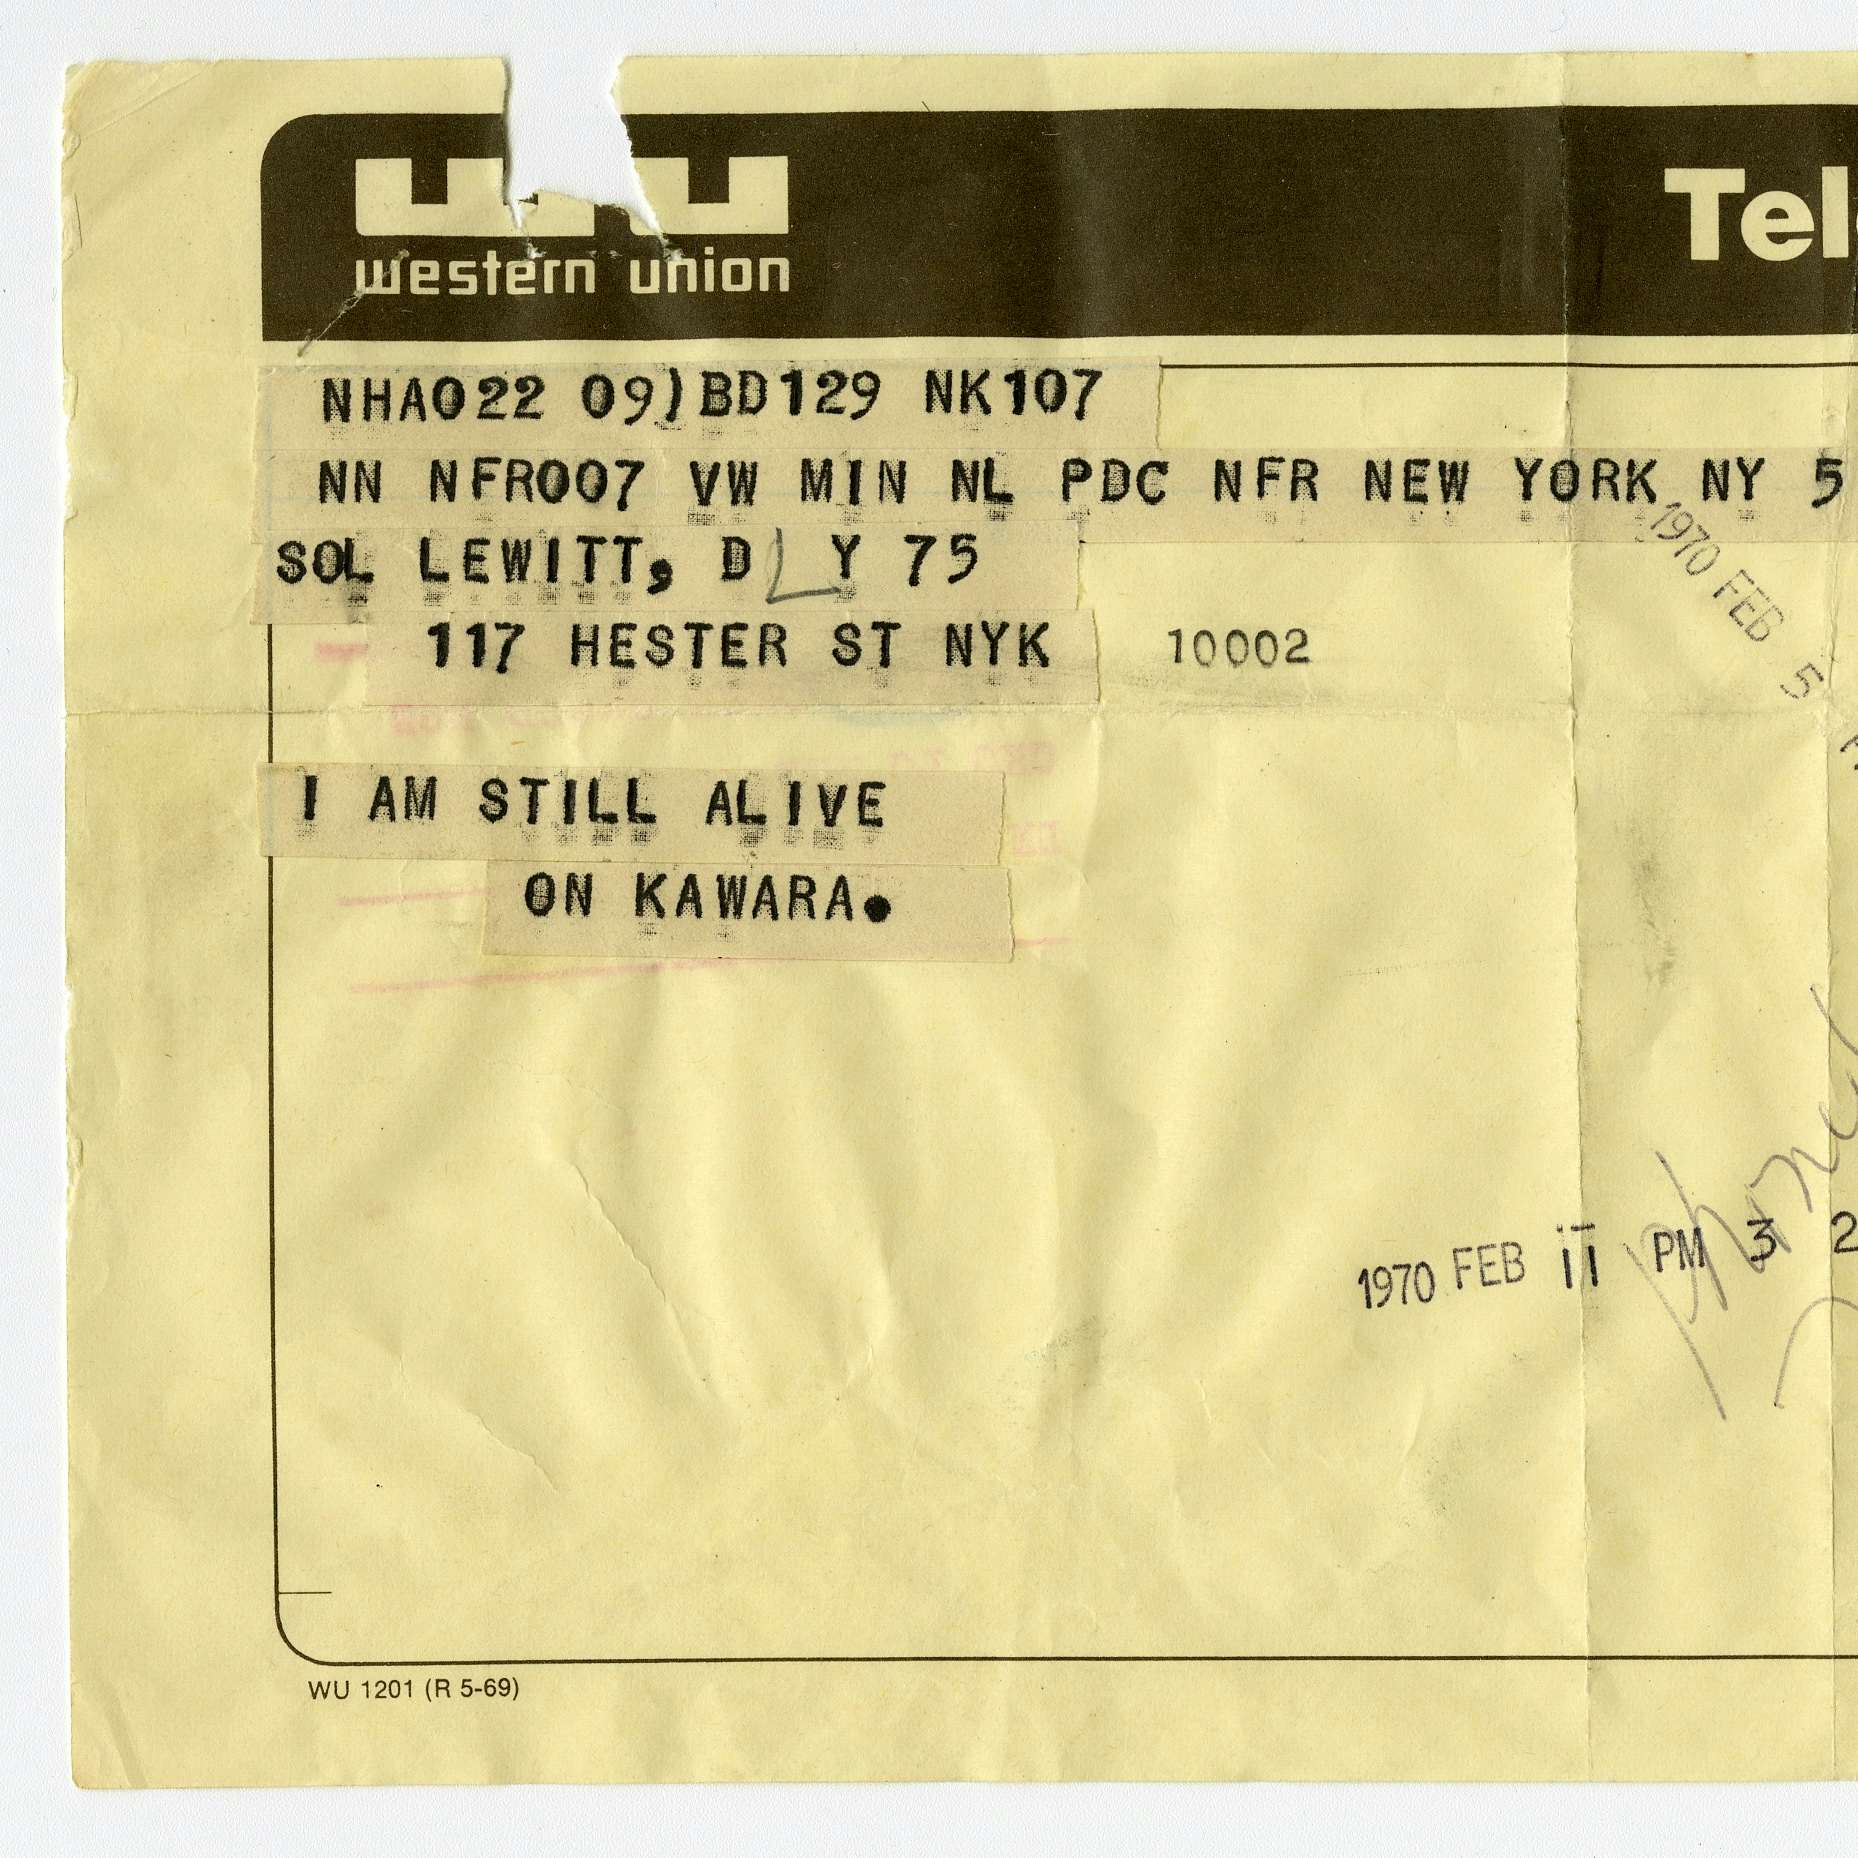 wu
western union
Tel
NHA022 09)BD129 NK107
NN NFR007 VW MIN NL PDC NFR NEW YORK NY 5
SOL LEWITT, DLY 75
117 HESTER ST NYK 10002
1970 FEB 5
I AM STILL ALIVE
ON KAWARA.
1970 FEB 11 PM 3 2
WU 1201 (R 5-69)